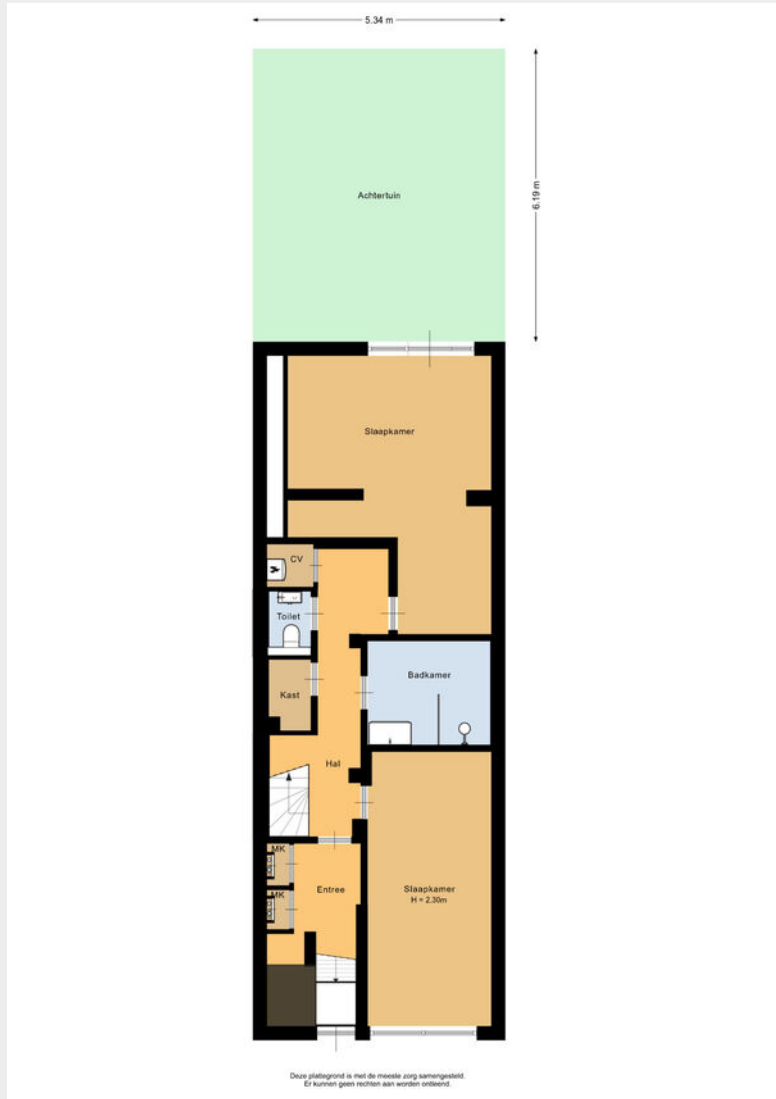 5.34 m
6.19 m
Achtertuin
Slaapkamer
CV
Toilet
Badkamer
Kast
Hal
MK
Entree
Slaapkamer
H = 2.30m
MK
Deze plattegrond is met de meeste zorg samengesteld.
Er kunnen geen rechten aan worden ontleend.